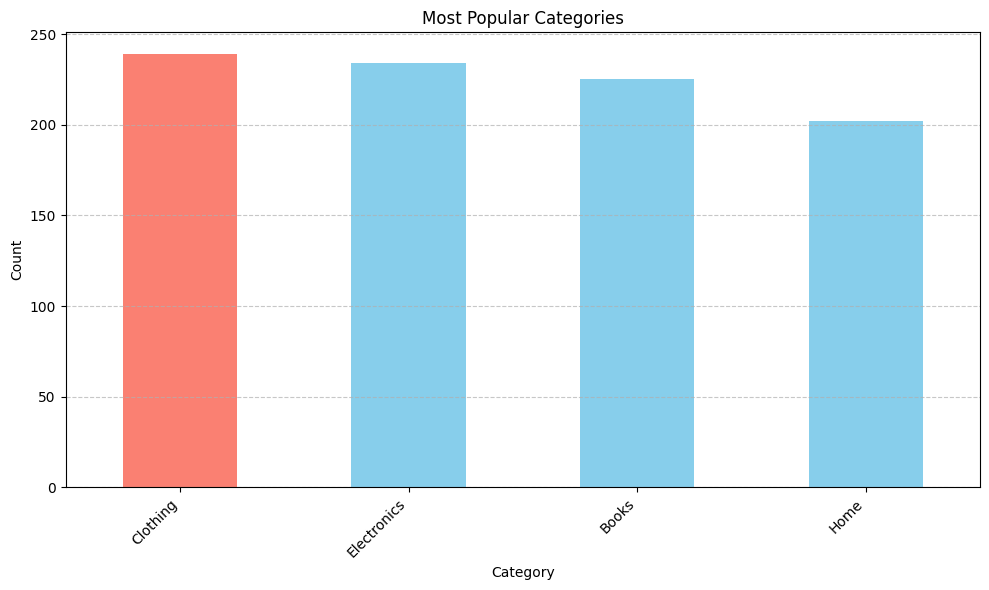 Most Popular Categories
250
200
150
100
50
0
Count
Clothing
Electronics
Books
Home
Category